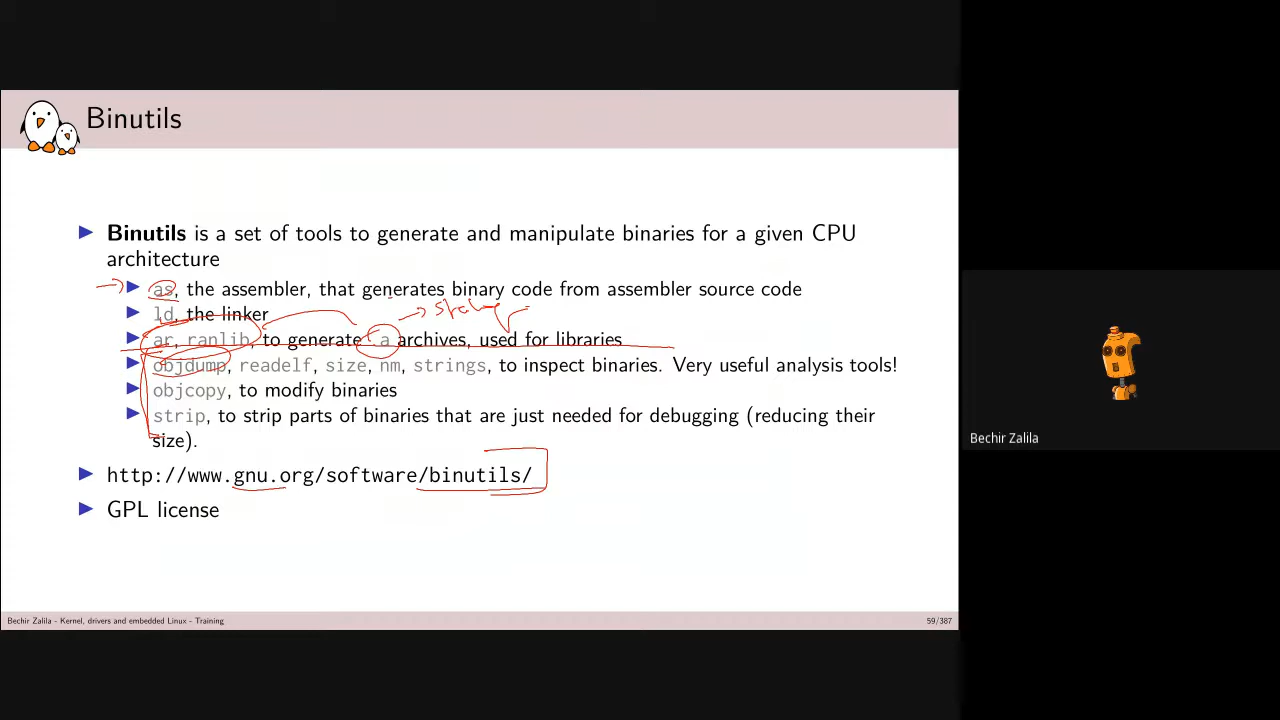 Binutils
Binutils is a set of tools to generate and manipulate binaries for a given CPU
architecture
as, the assembler, that generates binary code from assembler source code
ld, the linker
ar, ranlib, to generate .a archives, used for libraries
objdump, readelf, size, nm, strings, to inspect binaries. Very useful analysis tools!
objcopy, to modify binaries
strip, to strip parts of binaries that are just needed for debugging (reducing their
size).
http://www.gnu.org/software/binutils/
GPL license
Bechir Zalila - Kernel, drivers and embedded Linux - Training
59/387
Bechir Zalila